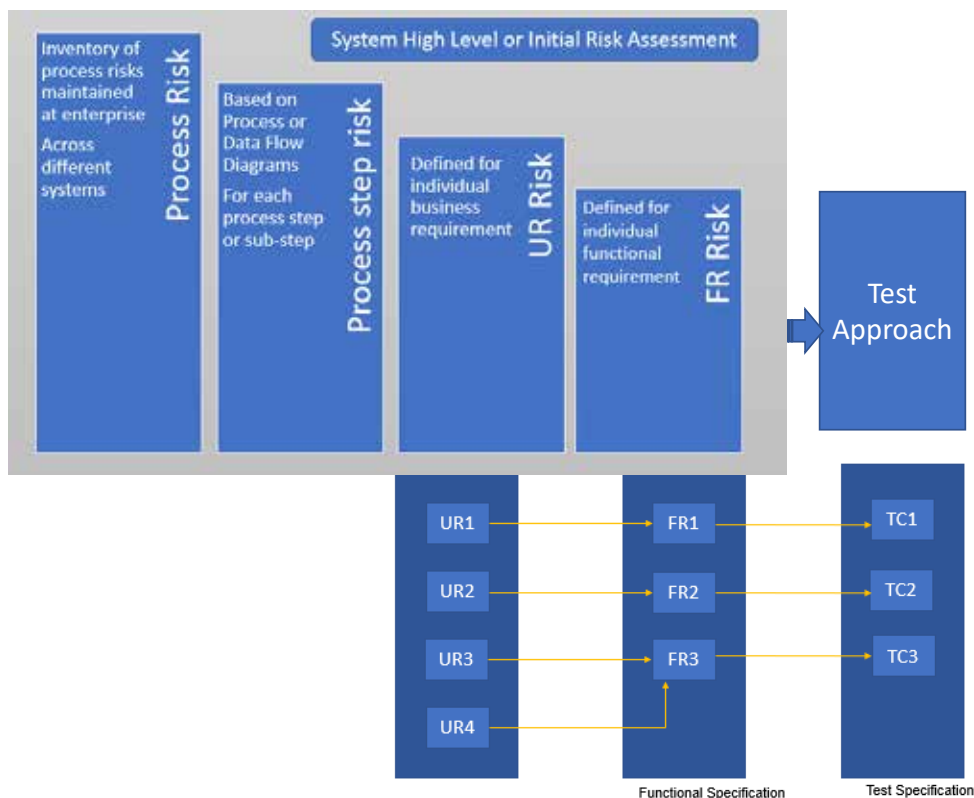 System High Level or Initial Risk Assessment
Inventory of
process risks
maintained
at enterprise
Across
different
systems
Process Risk
Based on
Process or
Data Flow
Diagrams
For each
process step
or sub-step
Process step risk
Defined for
individual
business
requirement
UR Risk
Defined for
individual
functional
requirement
FR Risk
Test
Approach
UR1
FR1
TC1
UR2
FR2
TC2
UR3
FR3
TC3
UR4
Functional Specification
Test Specification